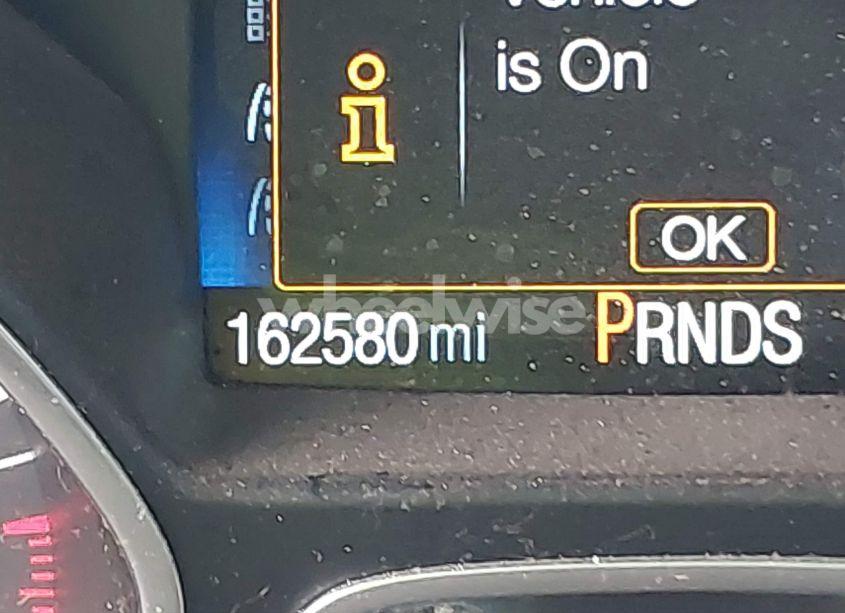 is On
OK
wheelwise
162580 mi PRNDS